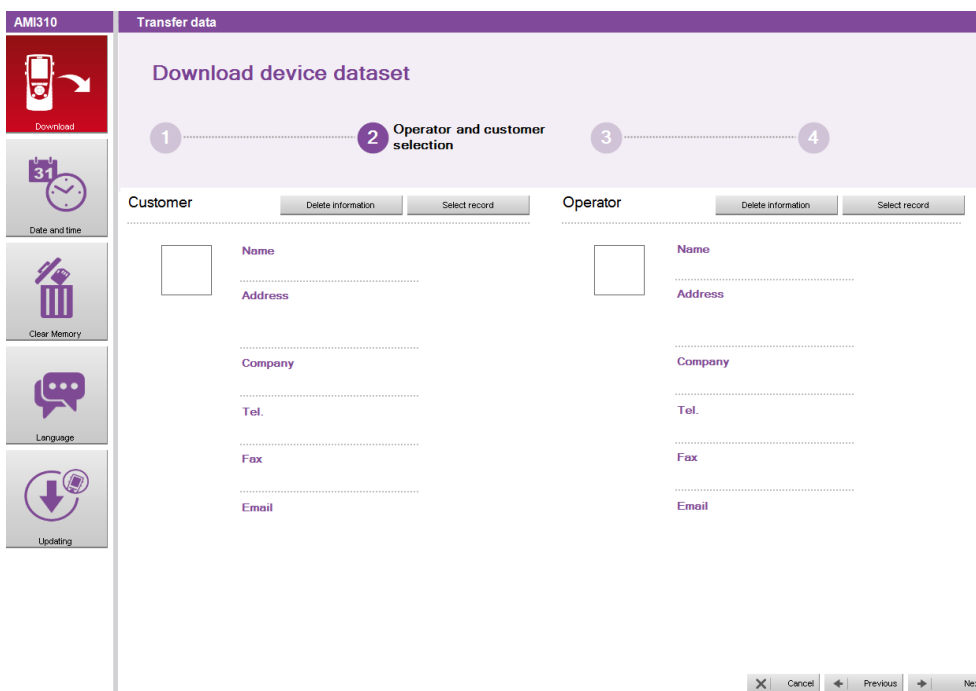 AMI310
Transfer data
Download
Date and time
31
Clear Memory
Language
Updating
Download device dataset
1
2 Operator and customer
selection
3
4
Customer
Delete information
Select record
Name
Address
Company
Tel.
Fax
Email
Operator
Delete information
Select record
Name
Address
Company
Tel.
Fax
Email
Cancel
Previous